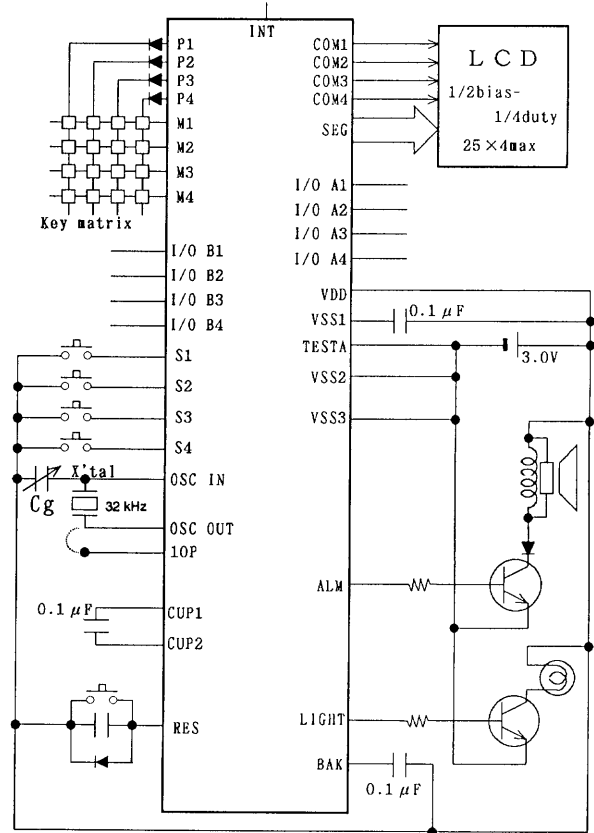 INT
P1
P2
P3
P4
M1
M2
M3
M4
Key matrix
I/O B1
I/O B2
I/O B3
I/O B4
S1
S2
S3
S4
X'tal
OSC IN
Cg
32 kHz
OSC OUT
10P
0.1 μF
CUP1
CUP2
RES
COM1
COM2
COM3
COM4
SEG
LCD
1/2bias-
1/4duty
25×4max
I/O A1
I/O A2
I/O A3
I/O A4
VDD
VSS1
0.1 μF
TESTA
3.0V
VSS2
VSS3
ALM
LIGHT
BAK
0.1 μF